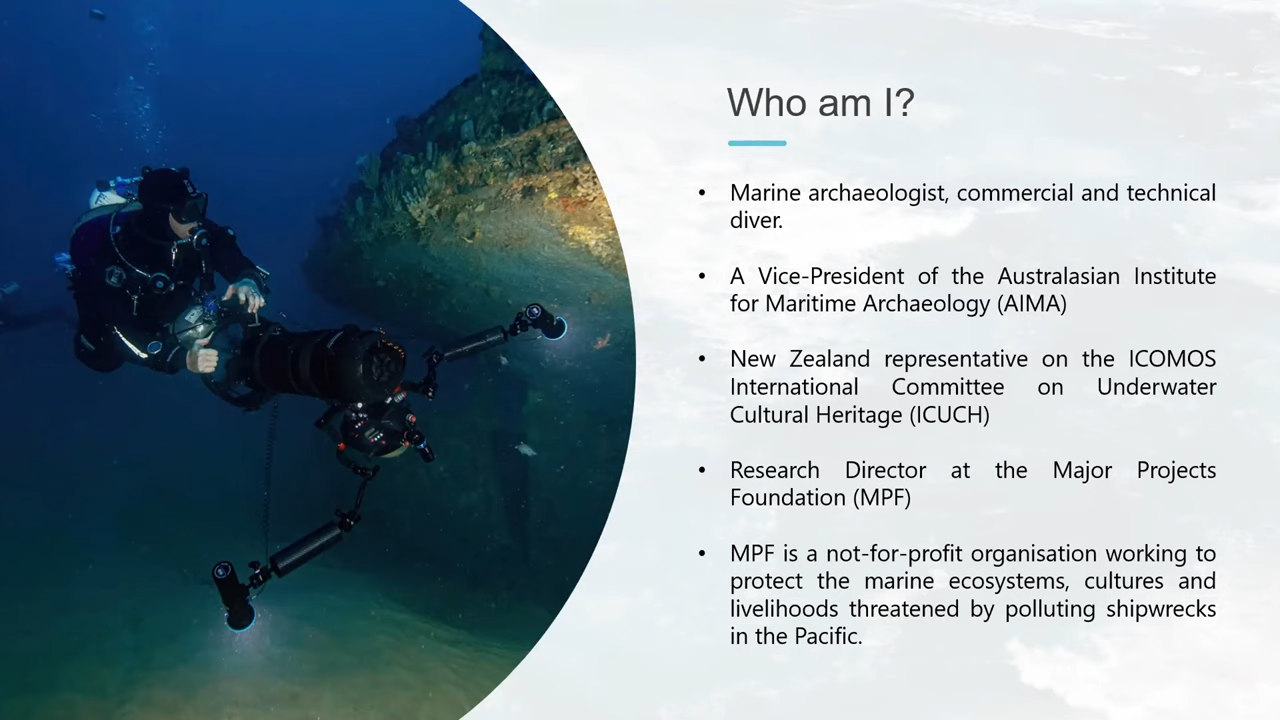 Who am I?
• Marine archaeologist, commercial and technical
diver.
• A Vice-President of the Australasian Institute
for Maritime Archaeology (AIMA)
• New Zealand representative on the ICOMOS
International Committee on Underwater
Cultural Heritage (ICUCH)
• Research Director at the Major Projects
Foundation (MPF)
• MPF is a not-for-profit organisation working to
protect the marine ecosystems, cultures and
livelihoods threatened by polluting shipwrecks
in the Pacific.